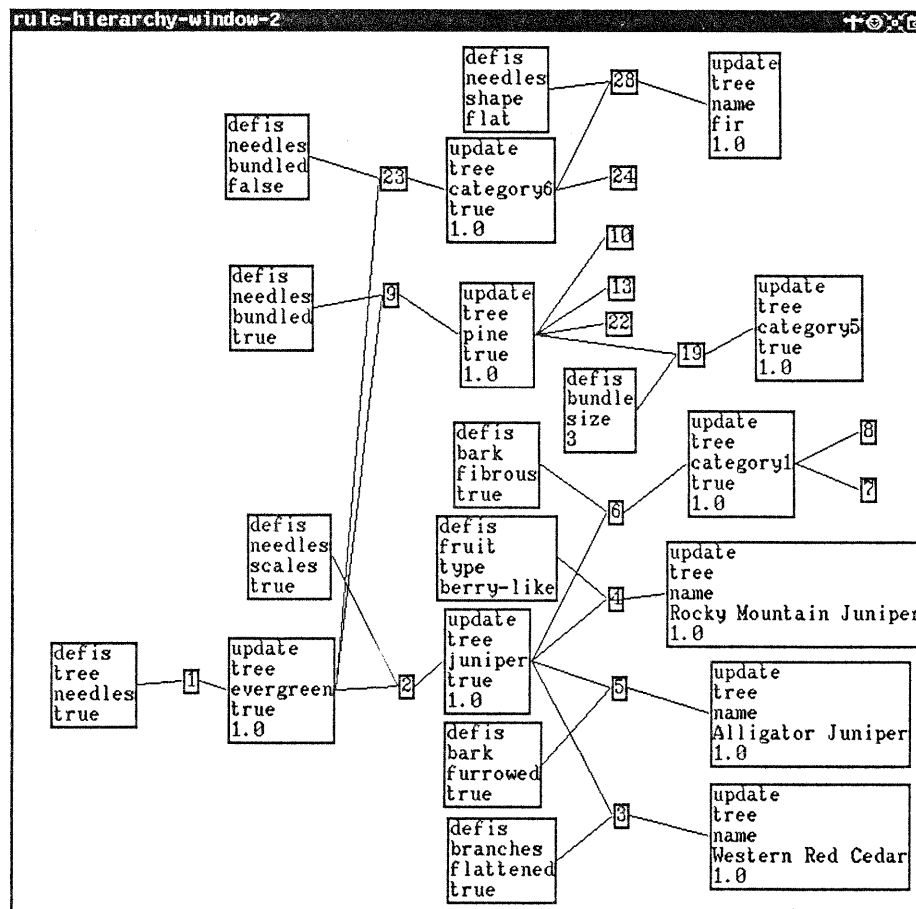 rule-hierarchy-window-2
defis
needles
shape
flat
28
update
tree
name
fir
1.0
defis
needles
bundled
false
23
update
tree
category6
true
1.0
24
10
defis
needles
bundled
true
9
update
tree
pine
true
1.0
13
22
19
update
tree
category5
true
1.0
defis
bundle
size
3
defis
bark
fibrous
true
6
update
tree
category1
true
1.0
8
7
defis
needles
scales
true
defis
fruit
type
berry-like
4
update
tree
name
Rocky Mountain Juniper
1.0
defis
tree
needles
true
1
update
tree
evergreen
true
1.0
2
update
tree
juniper
true
1.0
5
update
tree
name
Alligator Juniper
1.0
defis
bark
furrowed
true
3
update
tree
name
Western Red Cedar
1.0
defis
branches
flattened
true